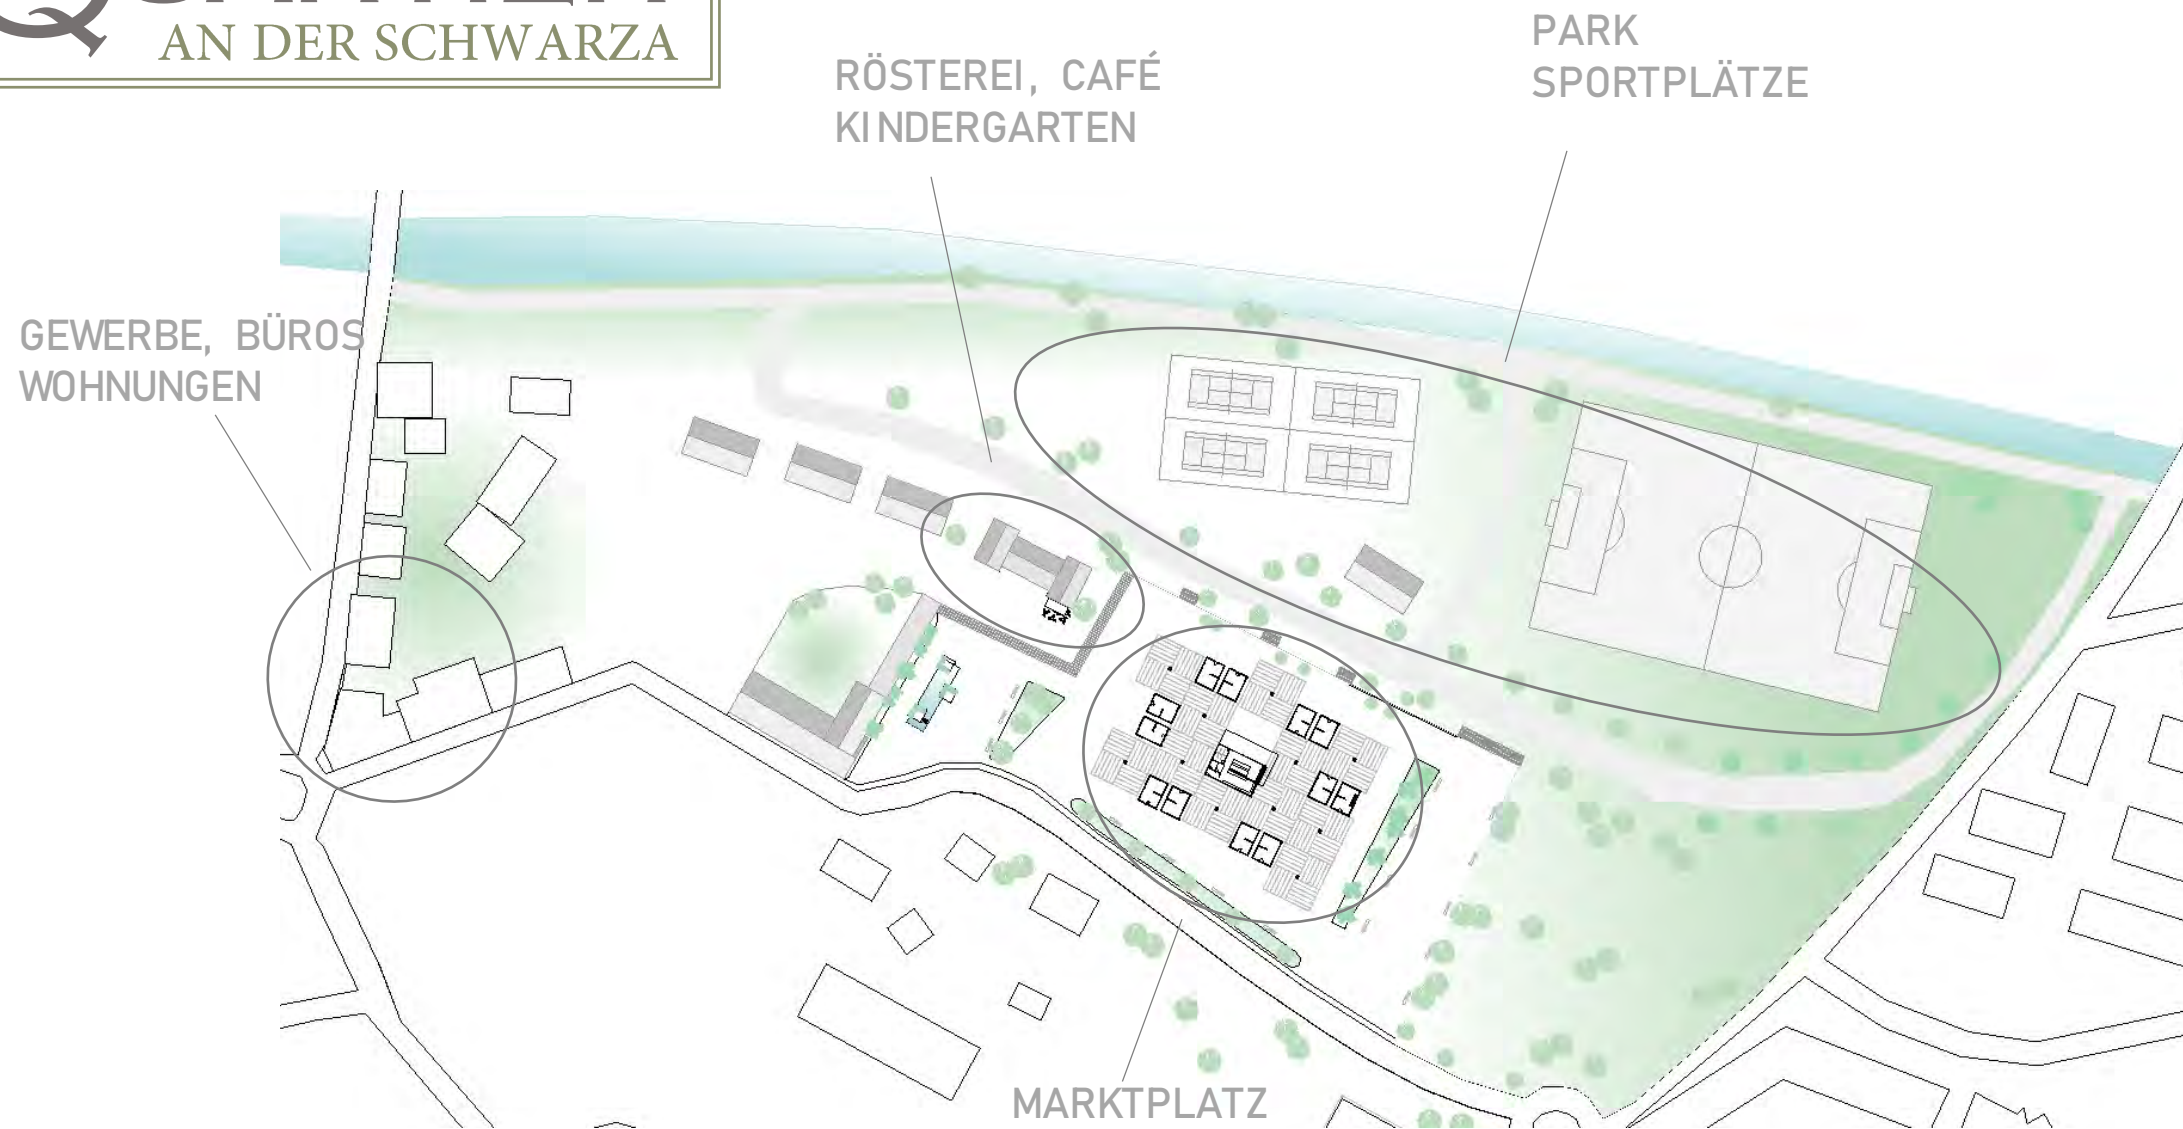 AN DER SCHWARZA
RÖSTEREI, CAFÉ
KINDERGARTEN
PARK
SPORTPLÄTZE
GEWERBE, BÜROS
WOHNUNGEN
MARKTPLATZ